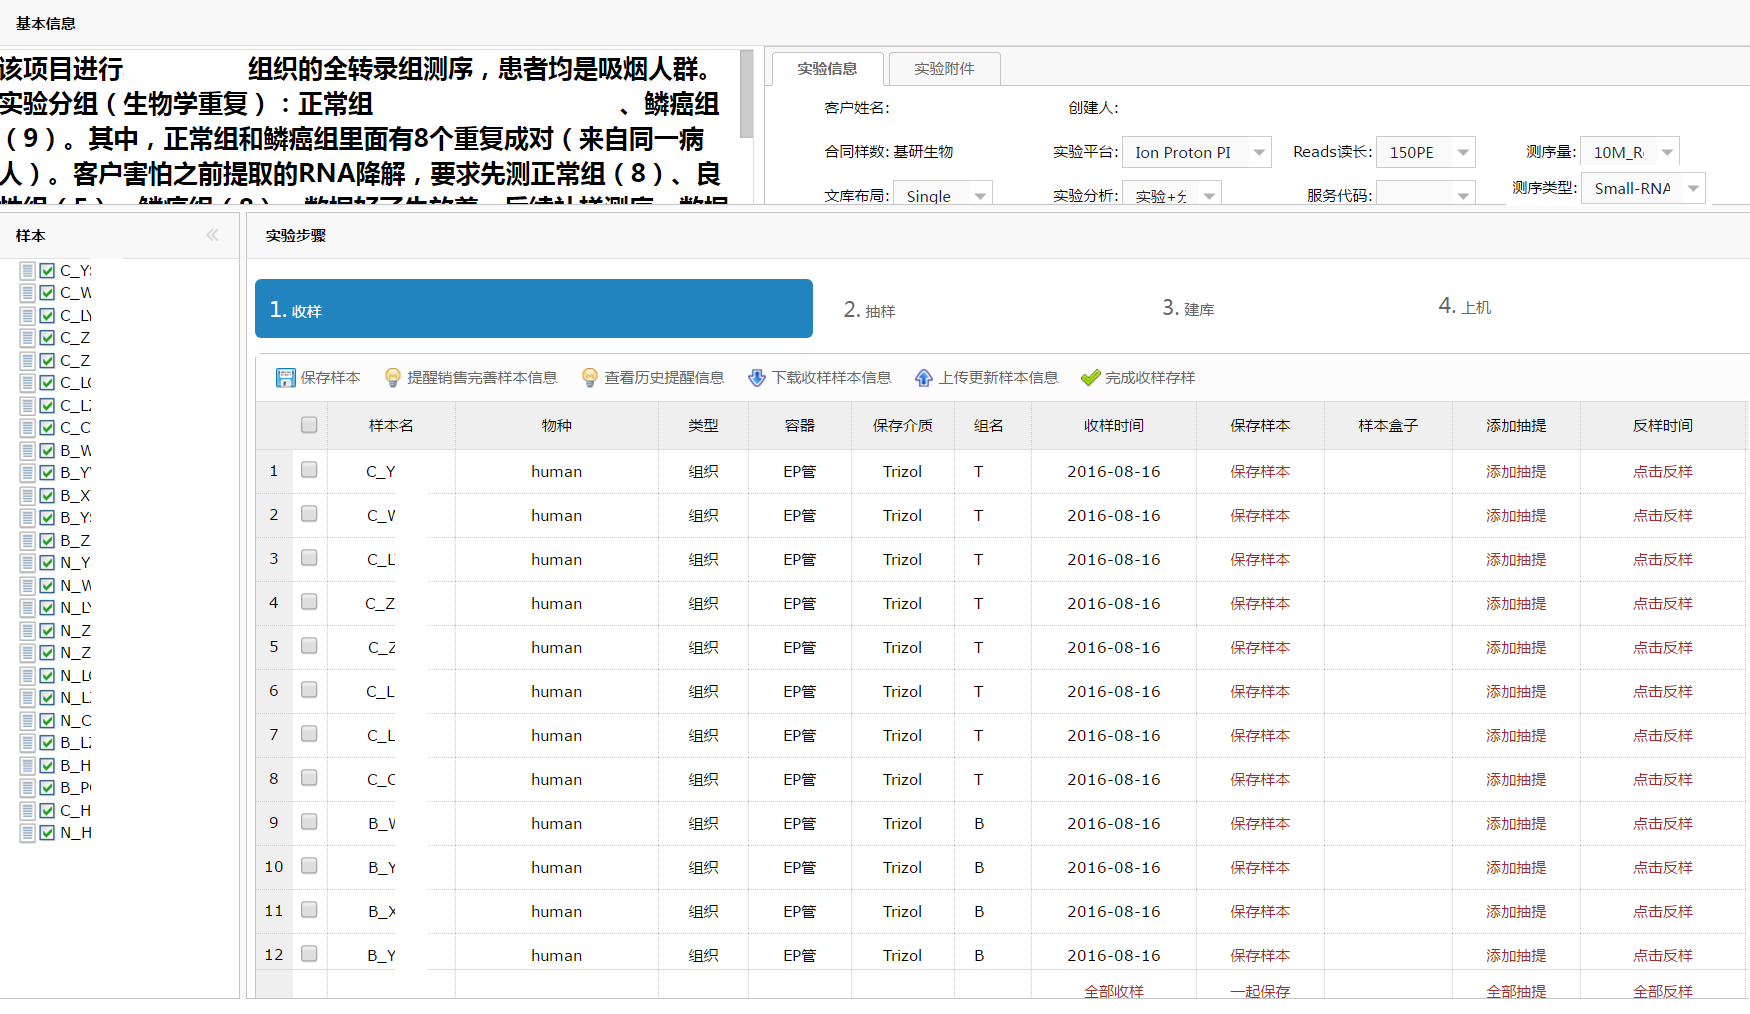 基本信息
该项目进行 组织的全转录组测序，患者均是吸烟人群。
实验分组（生物学重复）：正常组 、鳞癌组
（9）。其中，正常组和鳞癌组里面有8个重复成对（来自同一病
人）。客户害怕之前提取的RNA降解，要求先测正常组（8）、良
实验信息 实验附件
客户姓名: 创建人:
合同样数: 基研生物 实验平台: Ion Proton PI Reads读长: 150PE 测序量: 10M_R
文库布局: Single 实验分析: 实验+分 服务代码: 测序类型: Small-RNA
样本
C_Y
C_W
C_LY
C_Z
C_Z
C_L
C_LZ
C_C
B_W
B_Y
B_X
B_Y
B_Z
N_Y
N_W
N_LY
N_Z
N_Z
N_L
N_L
N_C
B_LZ
B_H
B_P
C_H
N_H
实验步骤
1. 收样 2. 抽样 3. 建库 4. 上机
保存样本 提醒销售完善样本信息 查看历史提醒信息 下载收样样本信息 上传更新样本信息 完成收样存样
样本名 物种 类型 容器 保存介质 组名 收样时间 保存样本 样本盒子 添加抽提 反样时间
1 C_Y human 组织 EP管 Trizol T 2016-08-16 保存样本 添加抽提 点击反样
2 C_W human 组织 EP管 Trizol T 2016-08-16 保存样本 添加抽提 点击反样
3 C_L human 组织 EP管 Trizol T 2016-08-16 保存样本 添加抽提 点击反样
4 C_Z human 组织 EP管 Trizol T 2016-08-16 保存样本 添加抽提 点击反样
5 C_Z human 组织 EP管 Trizol T 2016-08-16 保存样本 添加抽提 点击反样
6 C_L human 组织 EP管 Trizol T 2016-08-16 保存样本 添加抽提 点击反样
7 C_L human 组织 EP管 Trizol T 2016-08-16 保存样本 添加抽提 点击反样
8 C_C human 组织 EP管 Trizol T 2016-08-16 保存样本 添加抽提 点击反样
9 B_W human 组织 EP管 Trizol B 2016-08-16 保存样本 添加抽提 点击反样
10 B_Y human 组织 EP管 Trizol B 2016-08-16 保存样本 添加抽提 点击反样
11 B_X human 组织 EP管 Trizol B 2016-08-16 保存样本 添加抽提 点击反样
12 B_Y human 组织 EP管 Trizol B 2016-08-16 保存样本 添加抽提 点击反样
全部收样 一起保存 全部抽提 全部反样